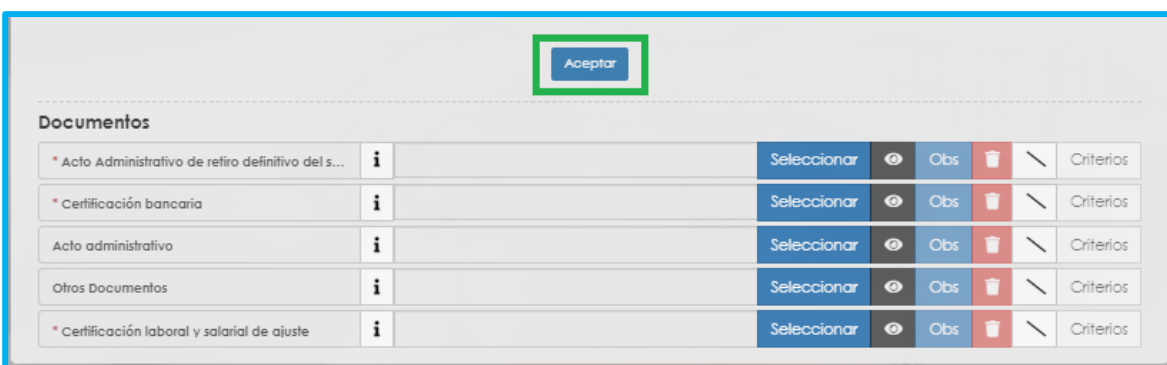 Aceptar
Documentos
* Acto Administrativo de retiro definitivo del s... i Seleccionar Obs Criterios
* Certificación bancaria i Seleccionar Obs Criterios
Acto administrativo i Seleccionar Obs Criterios
Otros Documentos i Seleccionar Obs Criterios
* Certificación laboral y salarial de ajuste i Seleccionar Obs Criterios